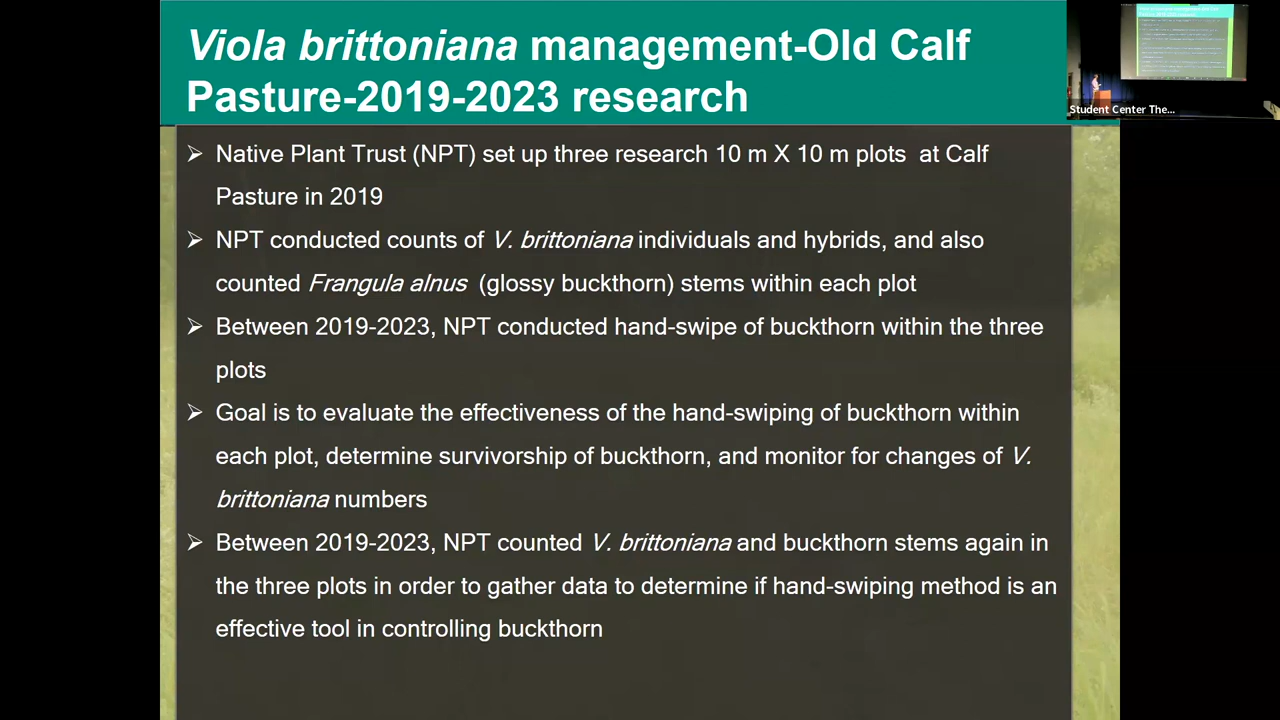 Viola brittoniana management-Old Calf
Pasture-2019-2023 research
Student Center The...
➢ Native Plant Trust (NPT) set up three research 10 m X 10 m plots at Calf
Pasture in 2019
➢ NPT conducted counts of V. brittoniana individuals and hybrids, and also
counted Frangula alnus (glossy buckthorn) stems within each plot
➢ Between 2019-2023, NPT conducted hand-swipe of buckthorn within the three
plots
➢ Goal is to evaluate the effectiveness of the hand-swiping of buckthorn within
each plot, determine survivorship of buckthorn, and monitor for changes of V.
brittoniana numbers
➢ Between 2019-2023, NPT counted V. brittoniana and buckthorn stems again in
the three plots in order to gather data to determine if hand-swiping method is an
effective tool in controlling buckthorn